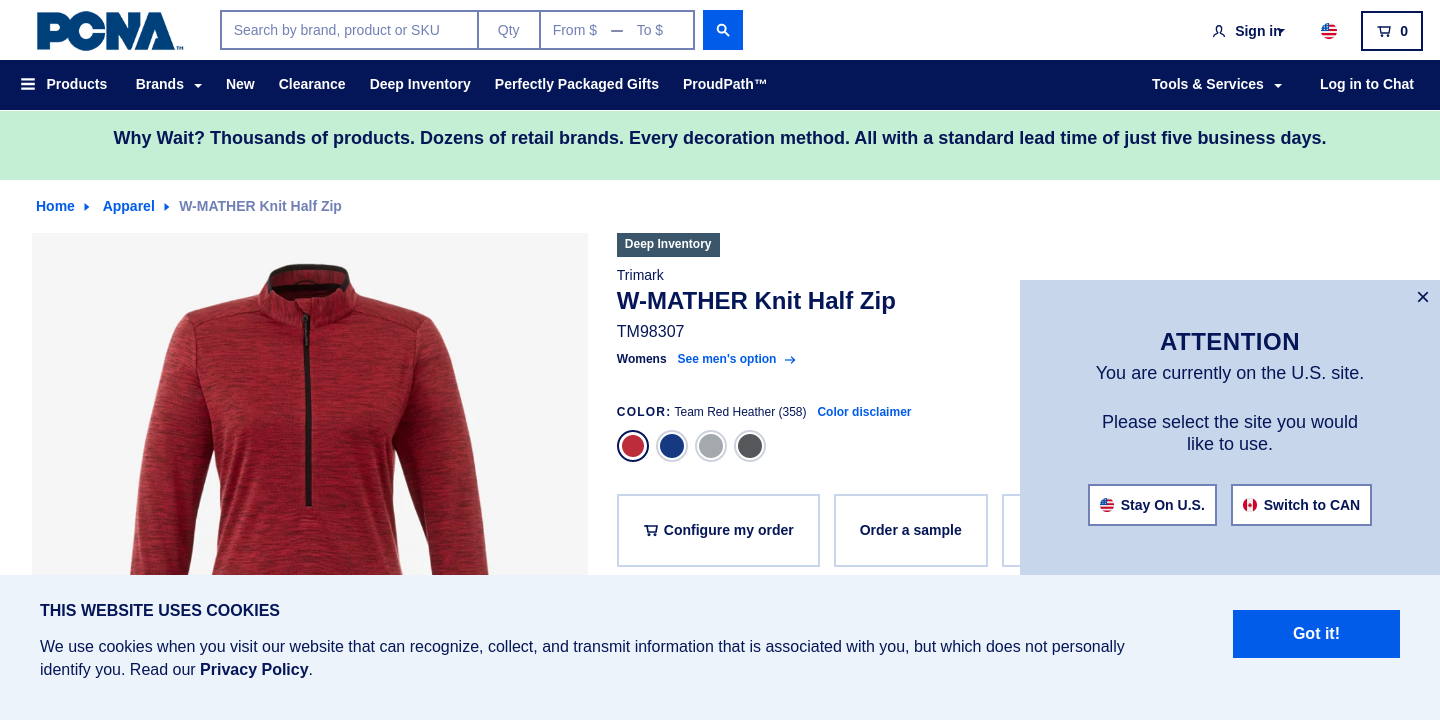 PCNA™
Search by brand, product or SKU
Qty
From $ — To $
Sign in
0
Products
Brands
New
Clearance
Deep Inventory
Perfectly Packaged Gifts
ProudPath™
Tools & Services
Log in to Chat
Why Wait? Thousands of products. Dozens of retail brands. Every decoration method. All with a standard lead time of just five business days.
Home
Apparel
W-MATHER Knit Half Zip
Deep Inventory
Trimark
W-MATHER Knit Half Zip
TM98307
Womens See men's option →
COLOR: Team Red Heather (358) Color disclaimer
Configure my order
Order a sample
×
ATTENTION
You are currently on the U.S. site.
Please select the site you would
like to use.
Stay On U.S.
Switch to CAN
THIS WEBSITE USES COOKIES
We use cookies when you visit our website that can recognize, collect, and transmit information that is associated with you, but which does not personally
identify you. Read our Privacy Policy.
Got it!